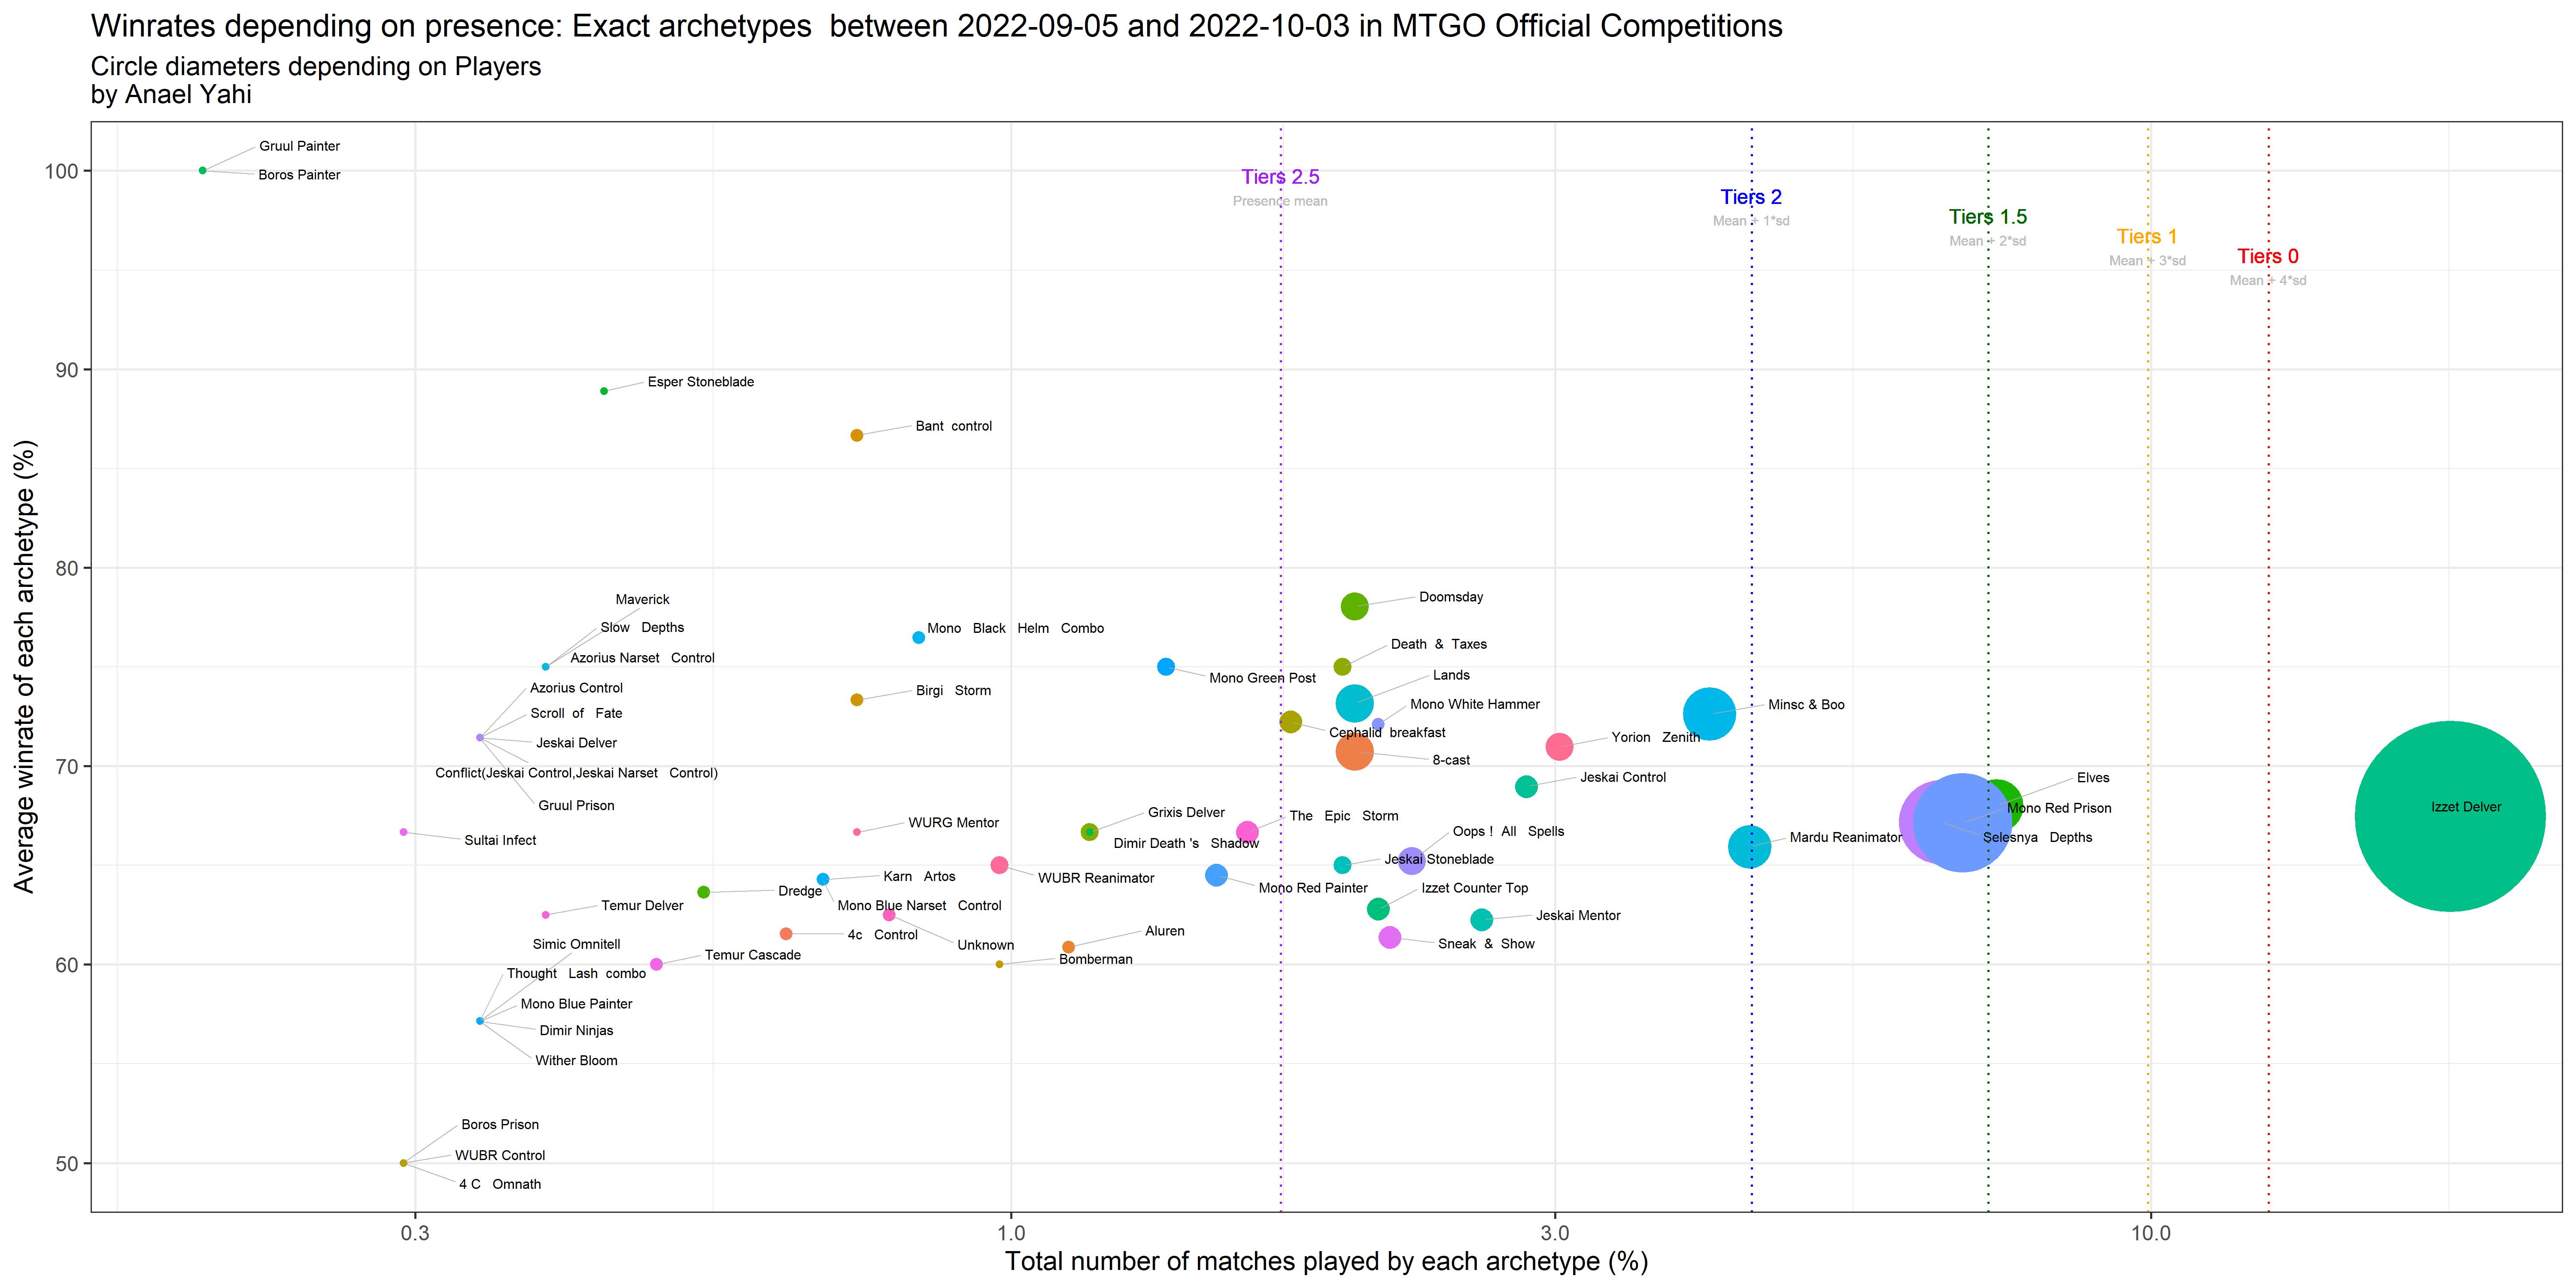 Winrates depending on presence: Exact archetypes  between 2022-09-05 and 2022-10-03 in MTGO Official Competitions
Circle diameters depending on Players
by Anael Yahi
Average winrate of each archetype (%)
100
90
80
70
60
50
Gruul Painter
Boros Painter
Tiers 2.5
Presence mean
Tiers 2
Mean + 1*sd
Tiers 1.5
Mean + 2*sd
Tiers 1
Mean + 3*sd
Tiers 0
Mean + 4*sd
Esper Stoneblade
Bant  control
Maverick
Slow  Depths
Azorius Narset  Control
Azorius Control
Scroll  of  Fate
Jeskai Delver
Conflict(Jeskai Control,Jeskai Narset  Control)
Gruul Prison
Sultai Infect
Mono  Black  Helm  Combo
Birgi  Storm
Mono Green Post
Doomsday
Death  &  Taxes
Lands
Mono White Hammer
Cephalid  breakfast
8-cast
Minsc & Boo
Yorion  Zenith
Jeskai Control
Elves
Mono Red Prison
Selesnya  Depths
Izzet Delver
Mardu Reanimator
WURG Mentor
Grixis Delver
Dimir Death 's  Shadow
The  Epic  Storm
Oops !  All  Spells
Jeskai Stoneblade
WUBR Reanimator
Mono Red Painter
Izzet Counter Top
Jeskai Mentor
Sneak  &  Show
Karn  Artos
Dredge
Mono Blue Narset  Control
Temur Delver
4c  Control
Unknown
Aluren
Bomberman
Temur Cascade
Simic Omnitell
Thought  Lash  combo
Mono Blue Painter
Dimir Ninjas
Wither Bloom
Boros Prison
WUBR Control
4 C  Omnath
0.3
1.0
3.0
10.0
Total number of matches played by each archetype (%)